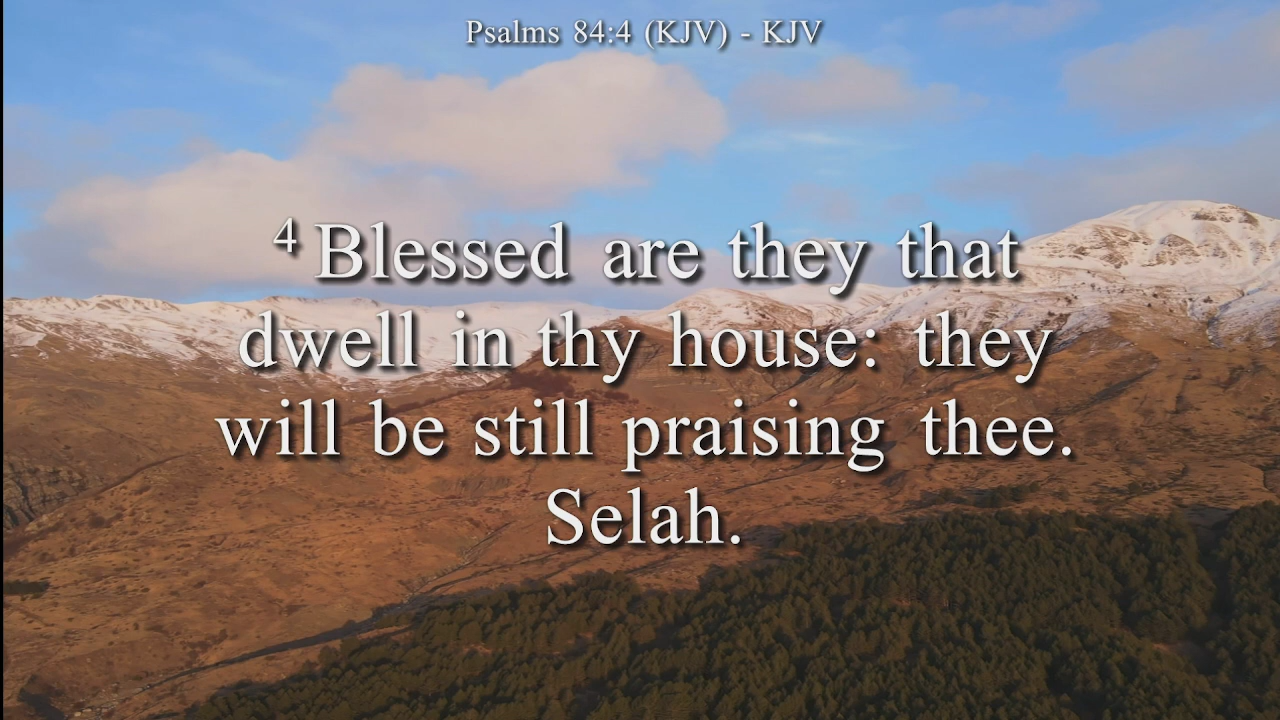 Psalms 84:4 (KJV) - KJV
4 Blessed are they that
dwell in thy house: they
will be still praising thee.
Selah.